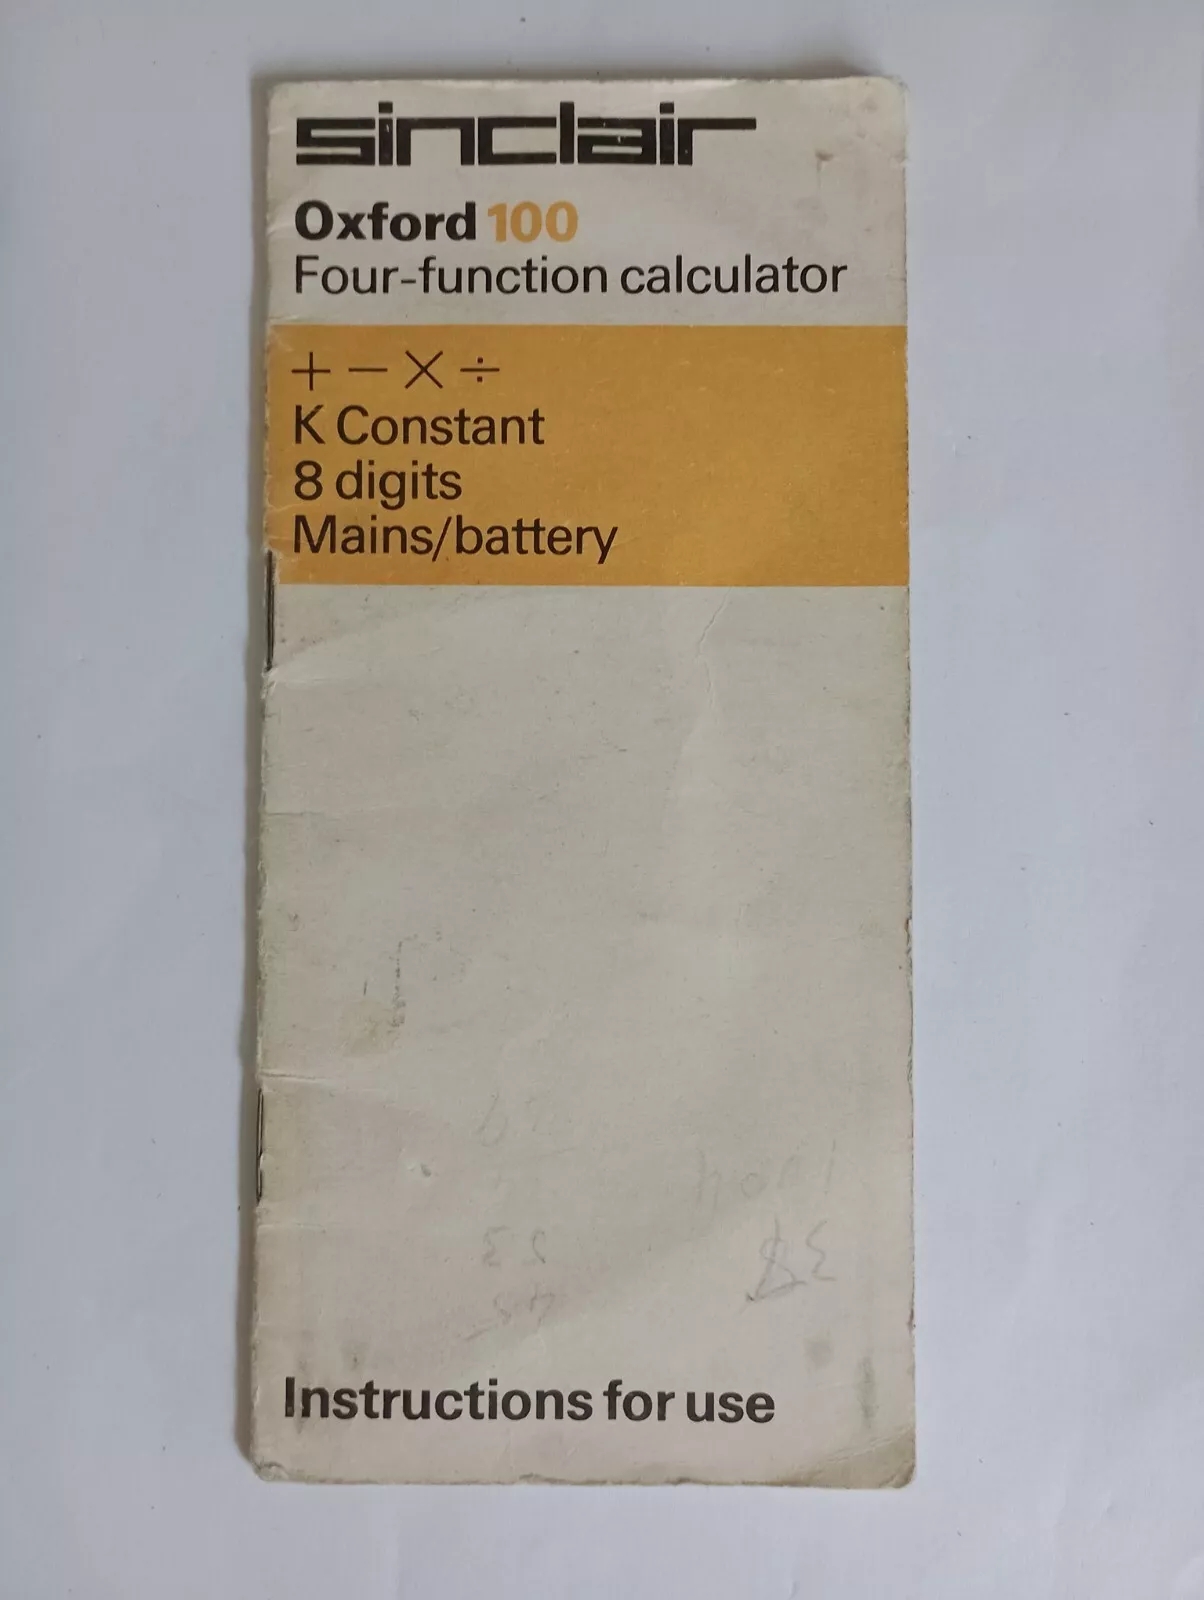 sinclair
Oxford 100
Four-function calculator
+ − × ÷
K Constant
8 digits
Mains/battery
Instructions for use